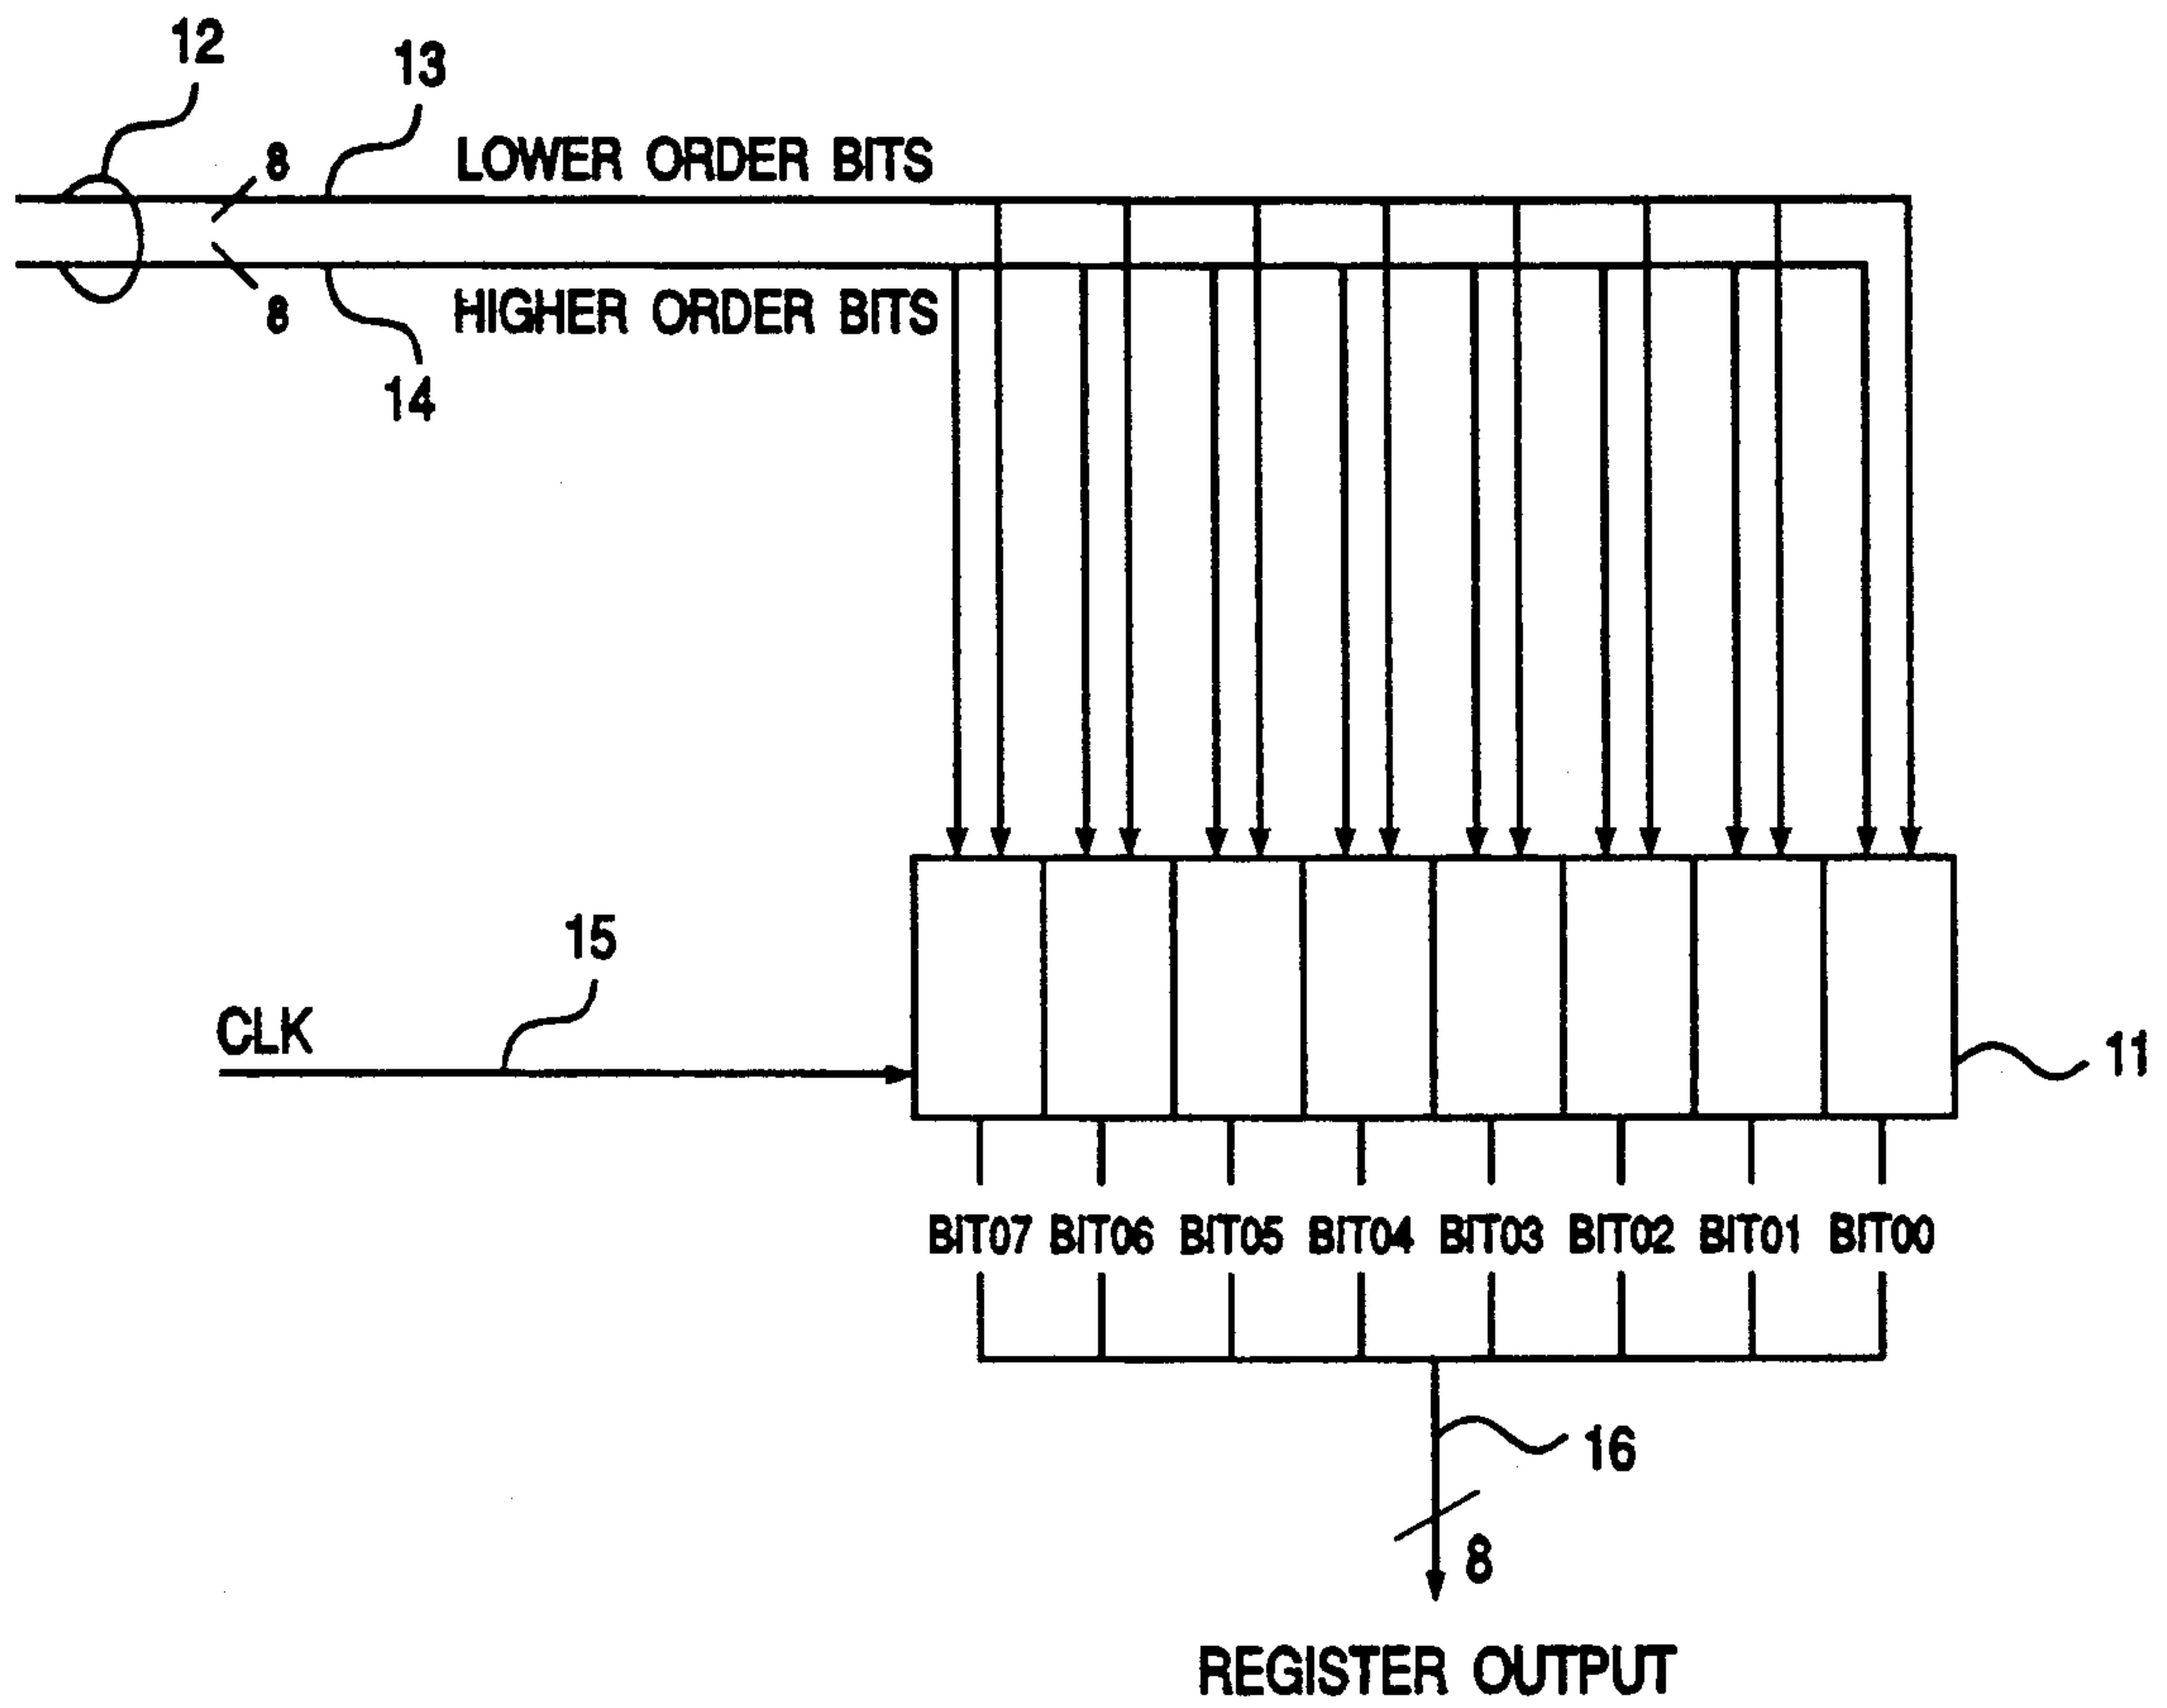 12
13
8
LOWER ORDER BITS
8
HIGHER ORDER BITS
14
15
CLK
11
BIT07 BIT06 BIT05 BIT04 BIT03 BIT02 BIT01 BIT00
16
8
REGISTER OUTPUT